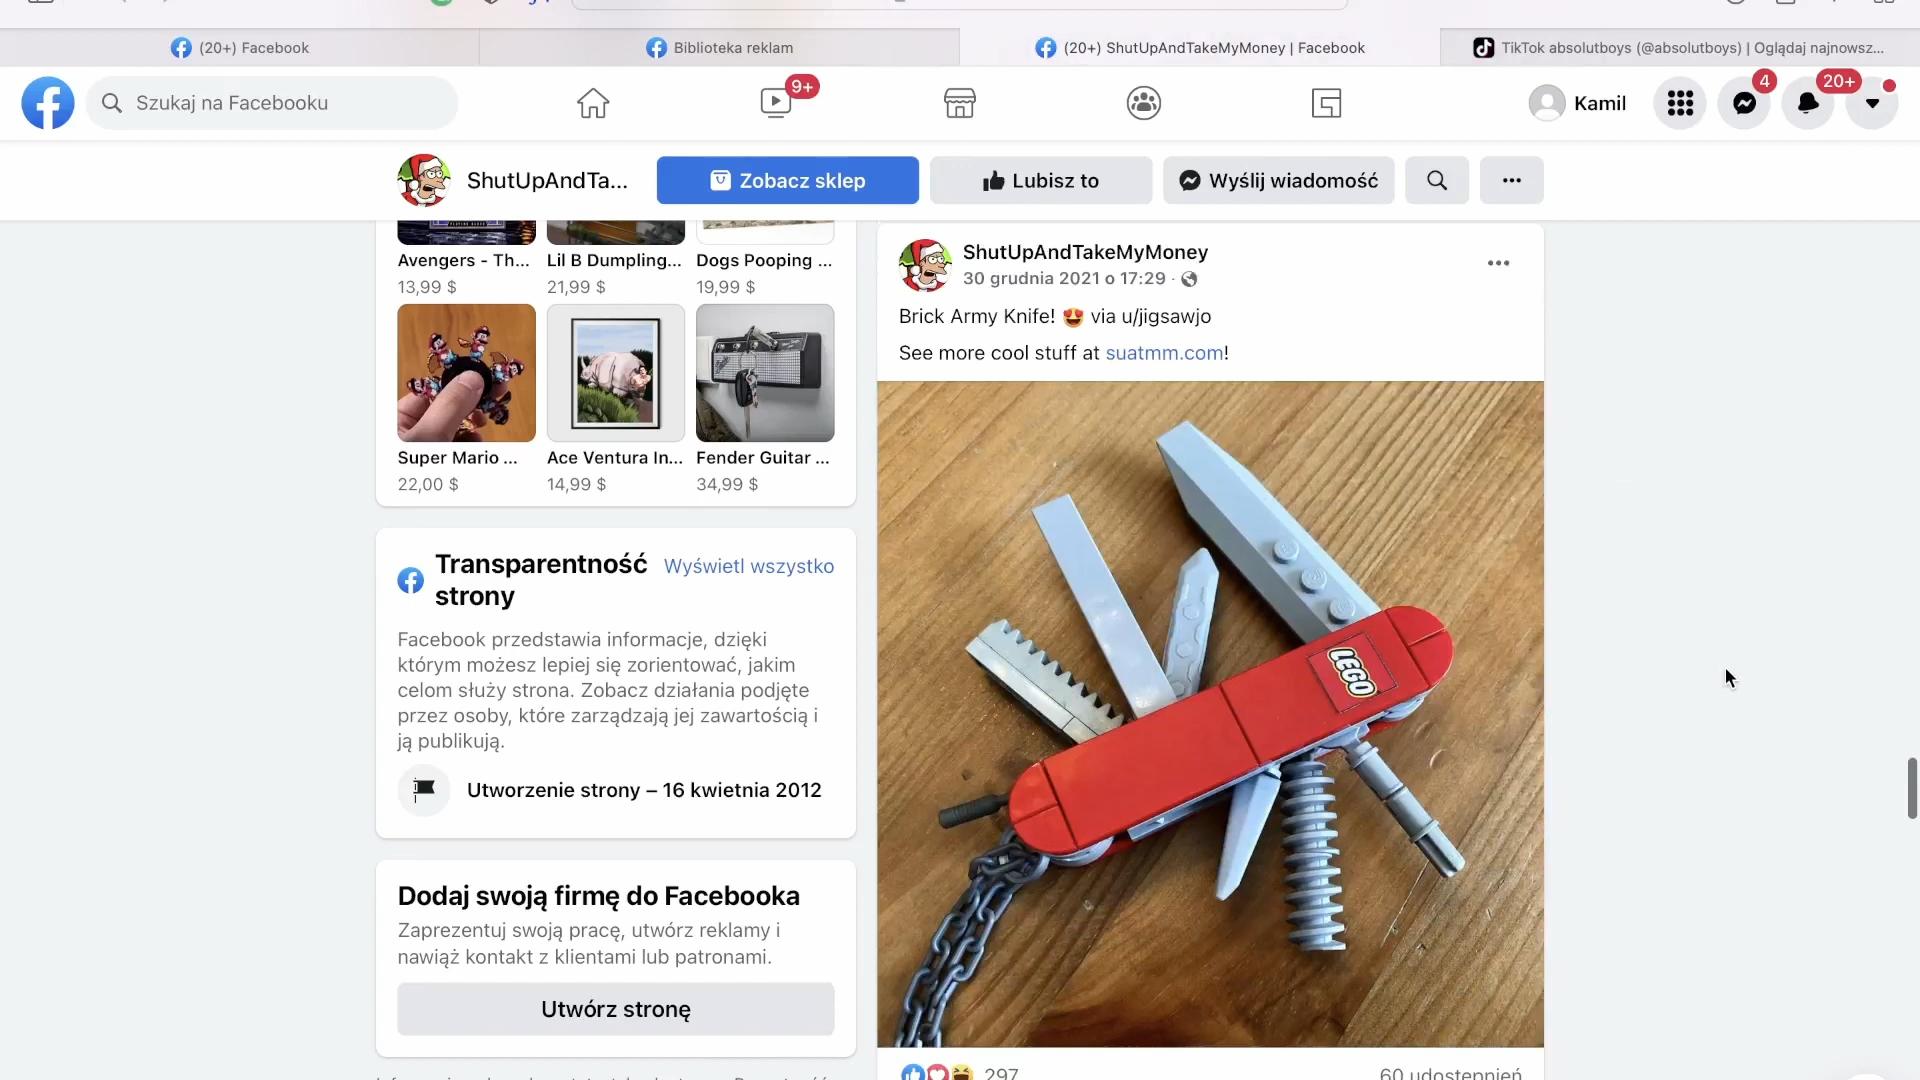 (20+) Facebook
Biblioteka reklam
(20+) ShutUpAndTakeMyMoney | Facebook
TikTok absolutboys (@absolutboys) | Oglądaj najnowsz...
Szukaj na Facebooku
9+
Kamil
4
20+
ShutUpAndTa...
Zobacz sklep
Lubisz to
Wyślij wiadomość
Avengers - Th...
Lil B Dumpling...
Dogs Pooping ...
13,99 $
21,99 $
19,99 $
Super Mario ...
Ace Ventura In...
Fender Guitar ...
22,00 $
14,99 $
34,99 $
Transparentność
strony
Wyświetl wszystko
Facebook przedstawia informacje, dzięki
którym możesz lepiej się zorientować, jakim
celom służy strona. Zobacz działania podjęte
przez osoby, które zarządzają jej zawartością i
ją publikują.
Utworzenie strony – 16 kwietnia 2012
Dodaj swoją firmę do Facebooka
Zaprezentuj swoją pracę, utwórz reklamy i
nawiąż kontakt z klientami lub patronami.
Utwórz stronę
ShutUpAndTakeMyMoney
30 grudnia 2021 o 17:29 ·
Brick Army Knife! 😍 via u/jigsawjo
See more cool stuff at suatmm.com!
LEGO
297
60 udostępnień